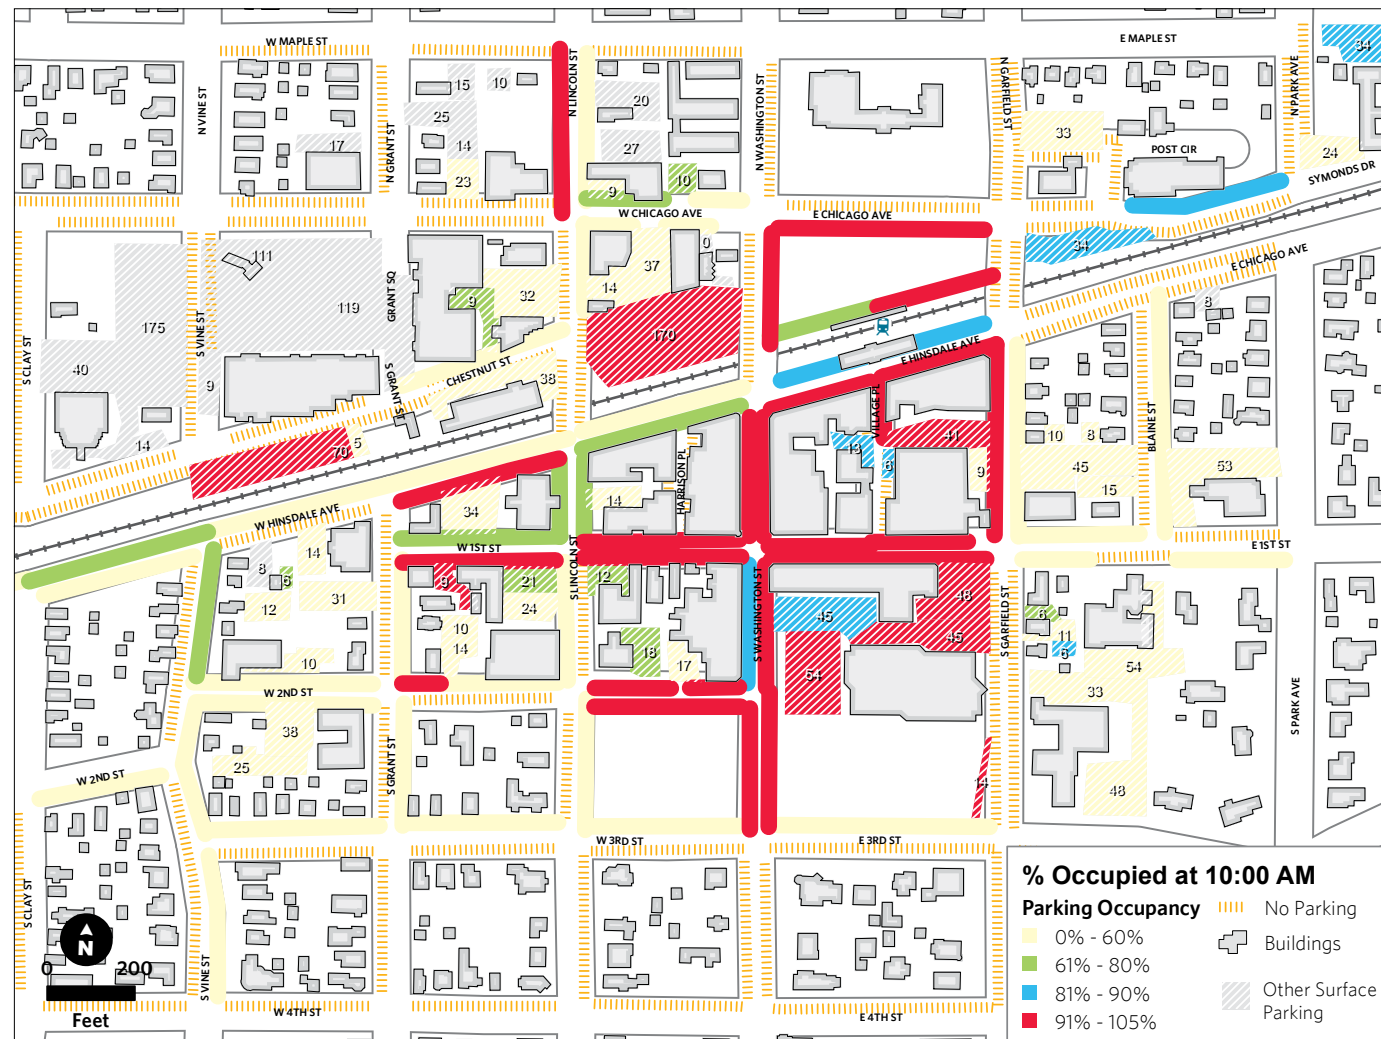 W MAPLE ST
E MAPLE ST
34
N VINE ST
N GRANT ST
N LINCOLN ST
N WASHINGTON ST
N GARFIELD ST
N PARK AVE
15
10
25
20
17
14
27
23
9
10
33
24
POST CIR
SYMONDS DR
W CHICAGO AVE
E CHICAGO AVE
0
34
E CHICAGO AVE
111
37
175
119
GRANT SQ
9
32
14
8
170
S CLAY ST
S VINE ST
40
9
S GRANT ST
CHESTNUT ST
38
E HINSDALE AVE
VILLAGE PL
BLAINE ST
14
70
5
41
13
6
9
10
8
45
15
53
HARRISON PL
14
34
W HINSDALE AVE
W 1ST ST
E 1ST ST
S LINCOLN ST
S WASHINGTON ST
S GARFIELD ST
14
8
6
12
31
10
9
21
24
10
14
12
18
17
45
48
45
54
6
11
6
54
33
48
14
W 2ND ST
S GRANT ST
S PARK AVE
38
25
W 2ND ST
W 3RD ST
E 3RD ST
S CLAY ST
S VINE ST
W 4TH ST
E 4TH ST
N
0 200
Feet
% Occupied at 10:00 AM
Parking Occupancy
0% - 60%
61% - 80%
81% - 90%
91% - 105%
No Parking
Buildings
Other Surface
Parking